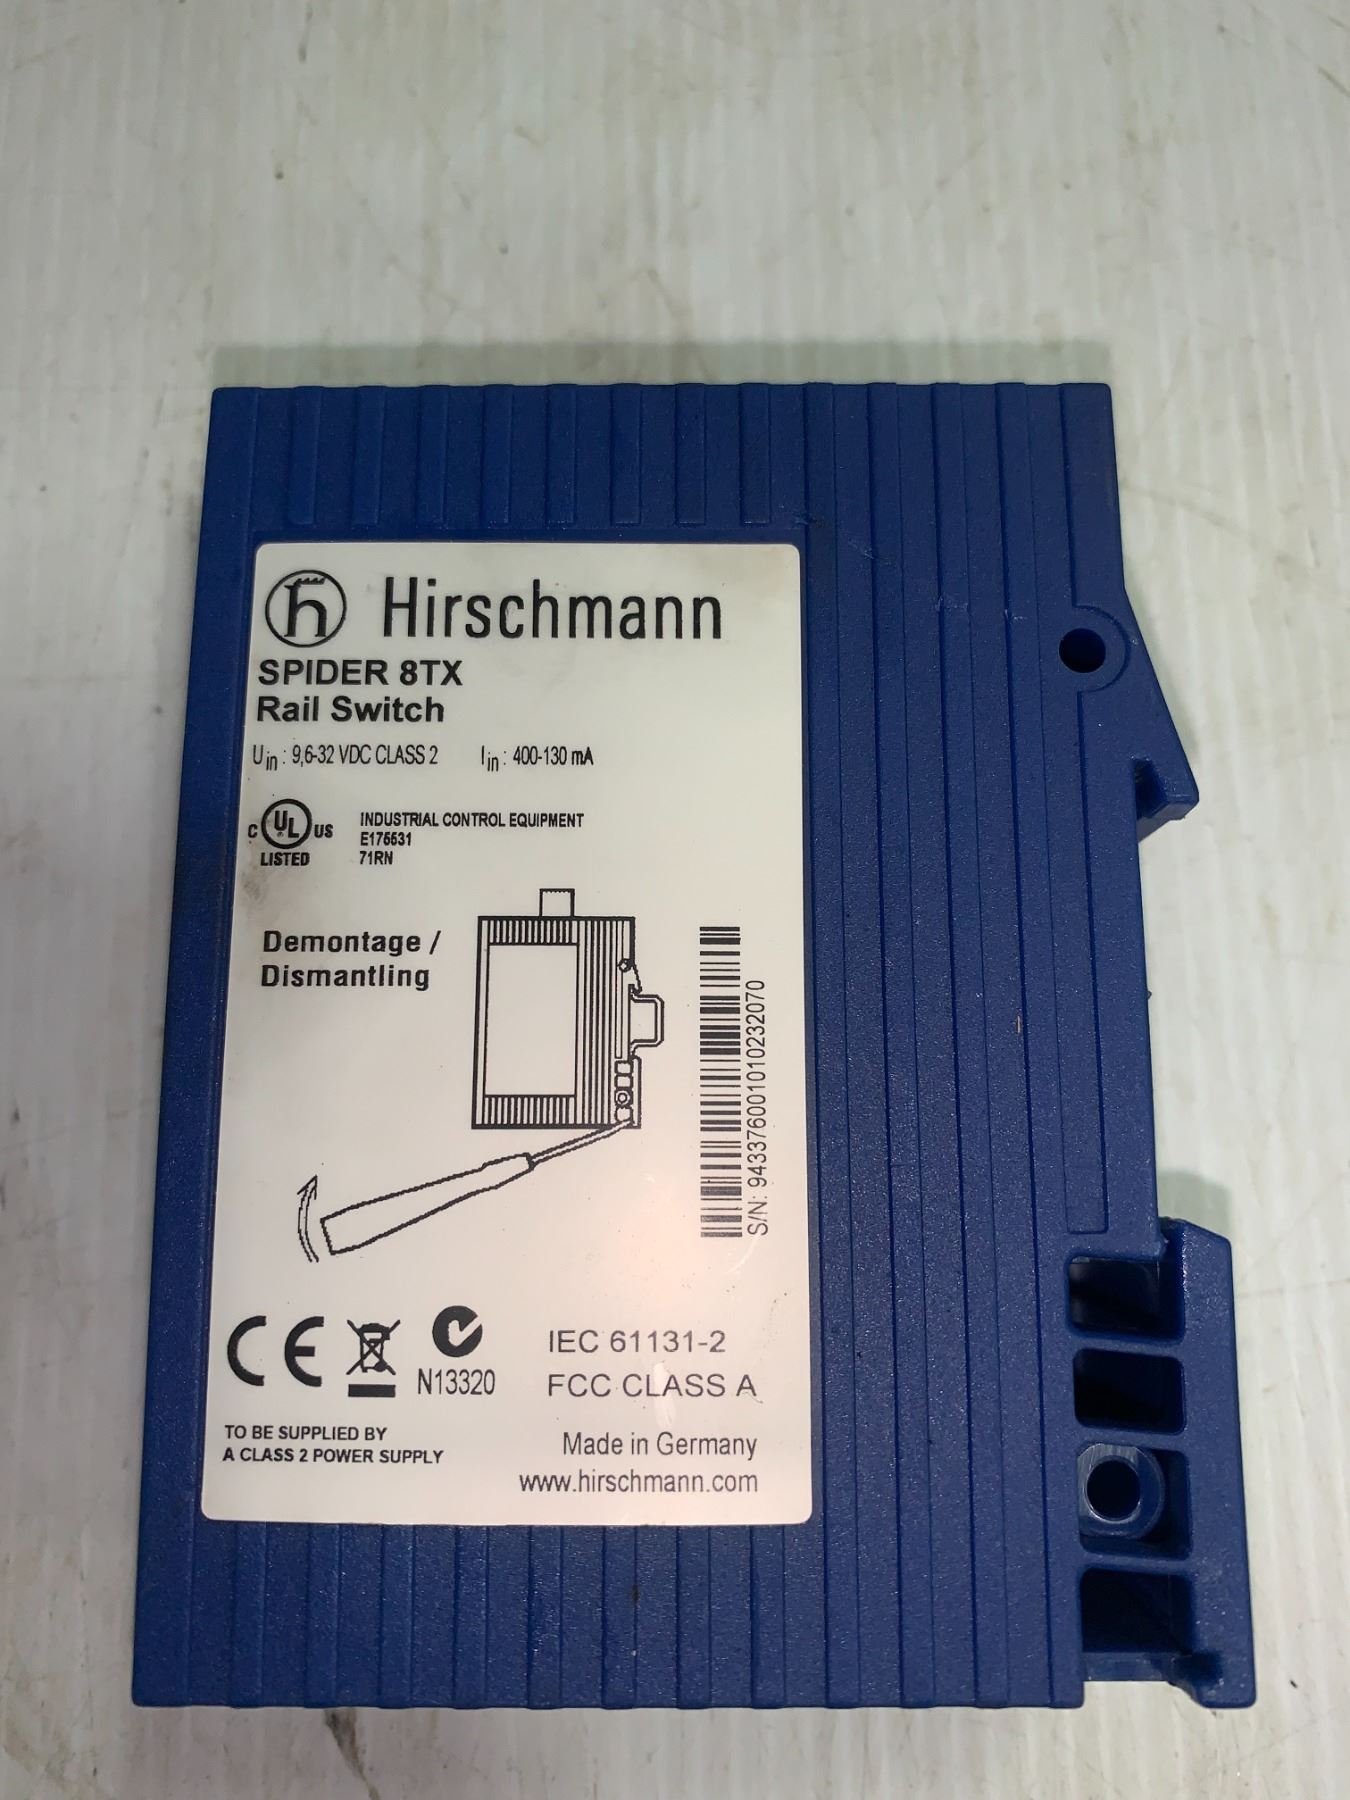 Hirschmann
SPIDER 8TX
Rail Switch
Uin : 9,6-32 VDC CLASS 2 Iin : 400-130 mA
C UL US
LISTED
INDUSTRIAL CONTROL EQUIPMENT
E175531
71RN
Demontage /
Dismantling
S/N: 943376001010232070
CE
N13320
IEC 61131-2
FCC CLASS A
TO BE SUPPLIED BY
A CLASS 2 POWER SUPPLY
Made in Germany
www.hirschmann.com